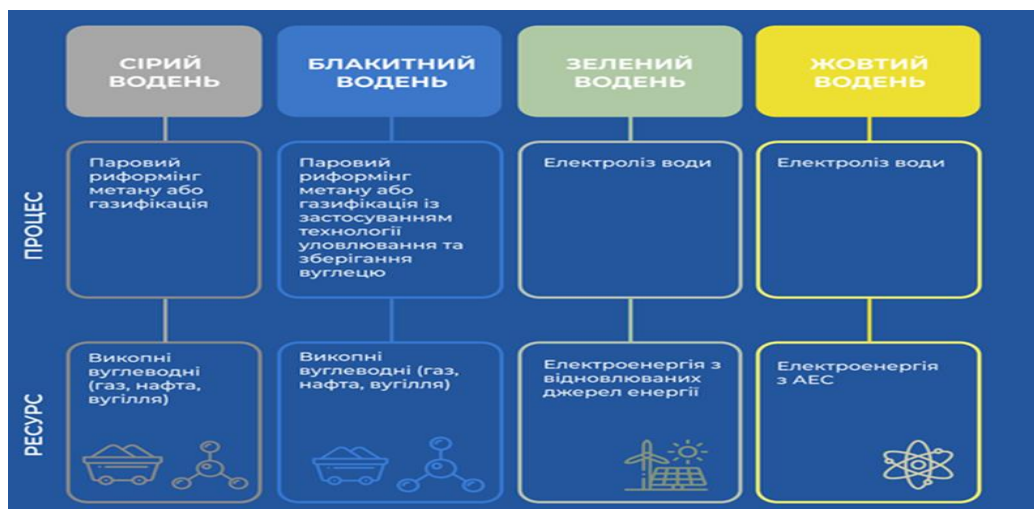 СІРИЙ
ВОДЕНЬ
БЛАКИТНИЙ
ВОДЕНЬ
ЗЕЛЕНИЙ
ВОДЕНЬ
ЖОВТИЙ
ВОДЕНЬ
ПРОЦЕС
Паровий
риформінг
метану або
газифікація
Паровий
риформінг
метану або
газифікація із
застосуванням
технології
уловлювання та
зберігання
вуглецю
Електроліз води
Електроліз води
РЕСУРС
Викопні
вуглеводні
(газ, нафта,
вугілля)
Викопні
вуглеводні (газ,
нафта, вугілля)
Електроенергія з
відновлюваних
джерел енергії
Електроенергія
з АЕС